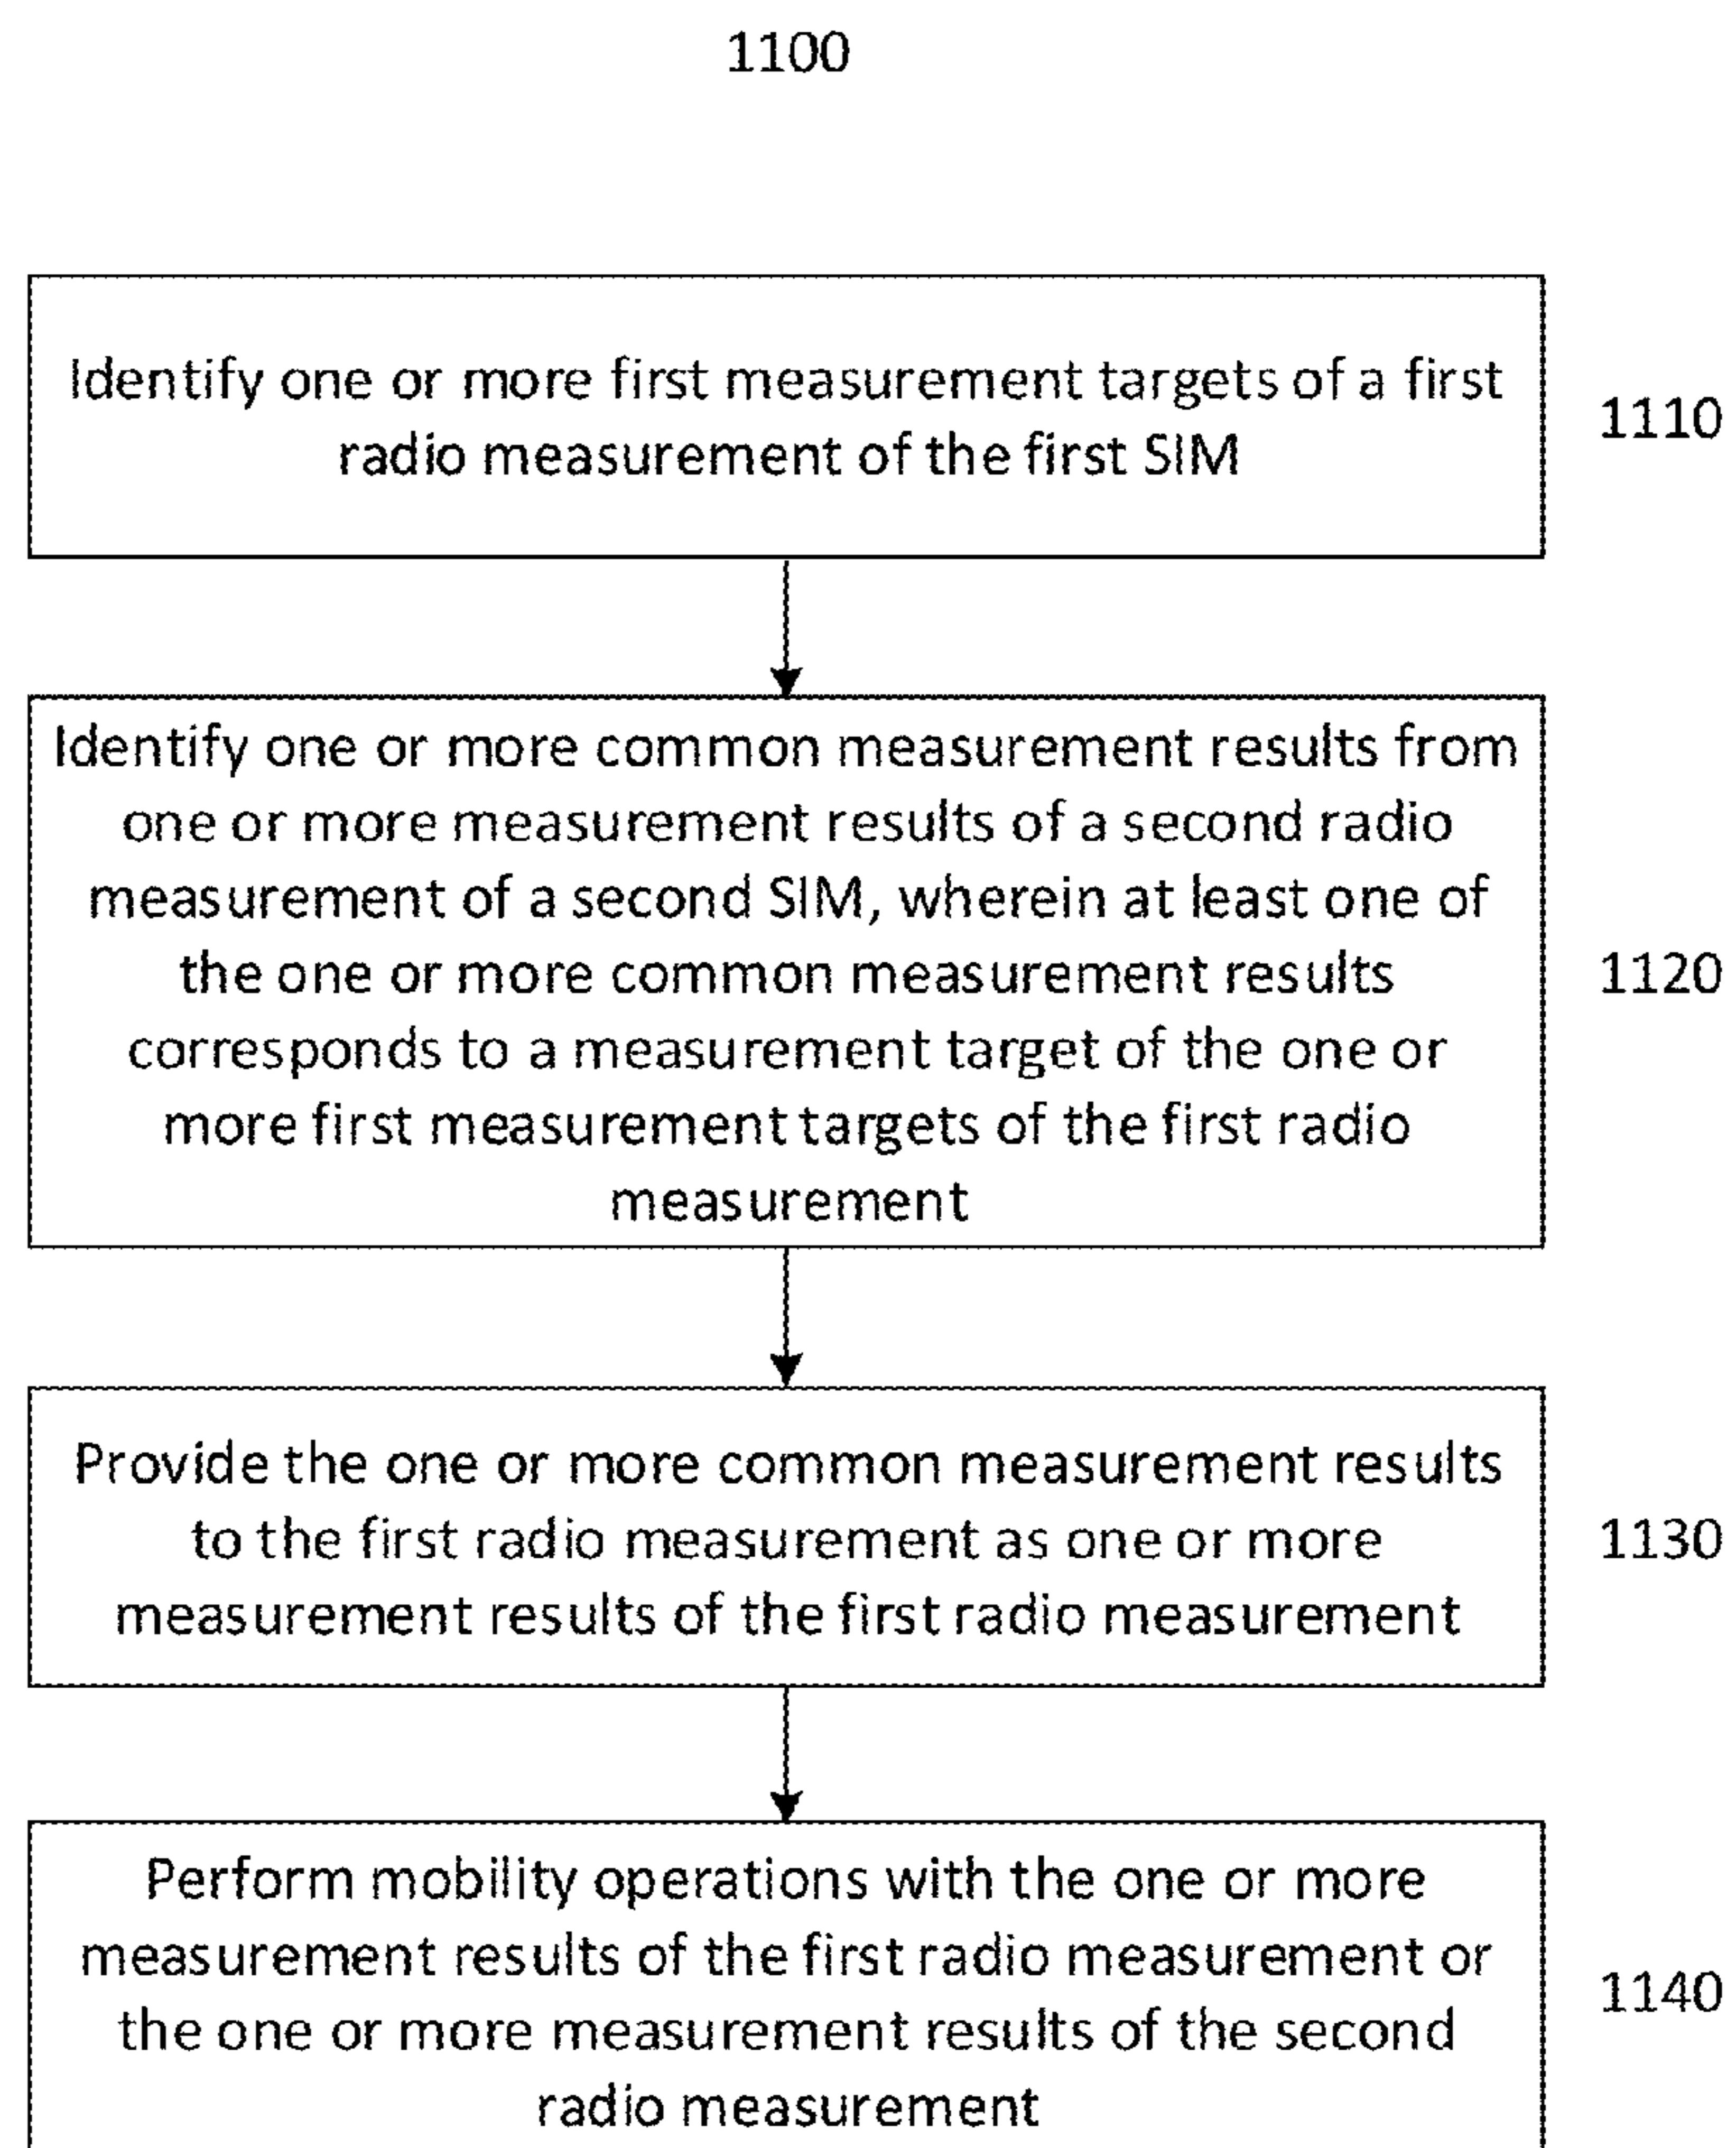 1100
Identify one or more first measurement targets of a first
radio measurement of the first SIM
1110
Identify one or more common measurement results from
one or more measurement results of a second radio
measurement of a second SIM, wherein at least one of
the one or more common measurement results
corresponds to a measurement target of the one or
more first measurement targets of the first radio
measurement
1120
Provide the one or more common measurement results
to the first radio measurement as one or more
measurement results of the first radio measurement
1130
Perform mobility operations with the one or more
measurement results of the first radio measurement or
the one or more measurement results of the second
radio measurement
1140